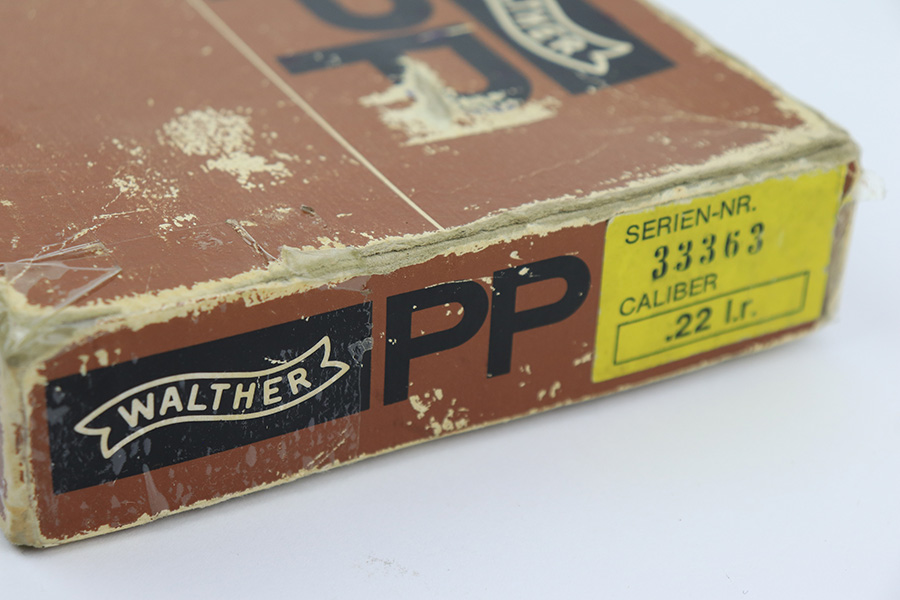 WALTHER
PP
SERIEN-NR.
33363
CALIBER
.22 l.r.